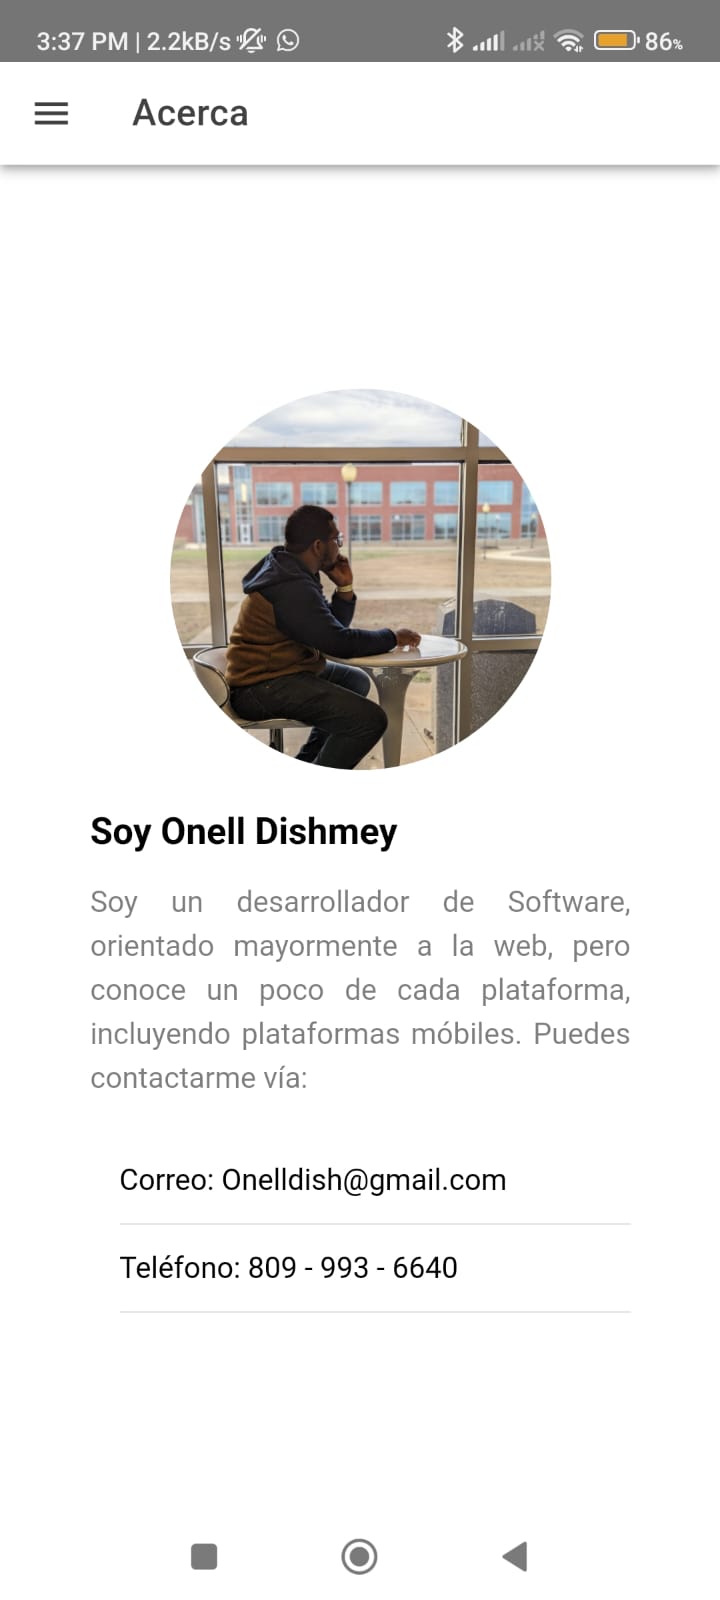 3:37 PM | 2.2kB/s 86%
Acerca
Soy Onell Dishmey
Soy un desarrollador de Software,
orientado mayormente a la web, pero
conoce un poco de cada plataforma,
incluyendo plataformas móbiles. Puedes
contactarme vía:
Correo: Onelldish@gmail.com
Teléfono: 809 - 993 - 6640